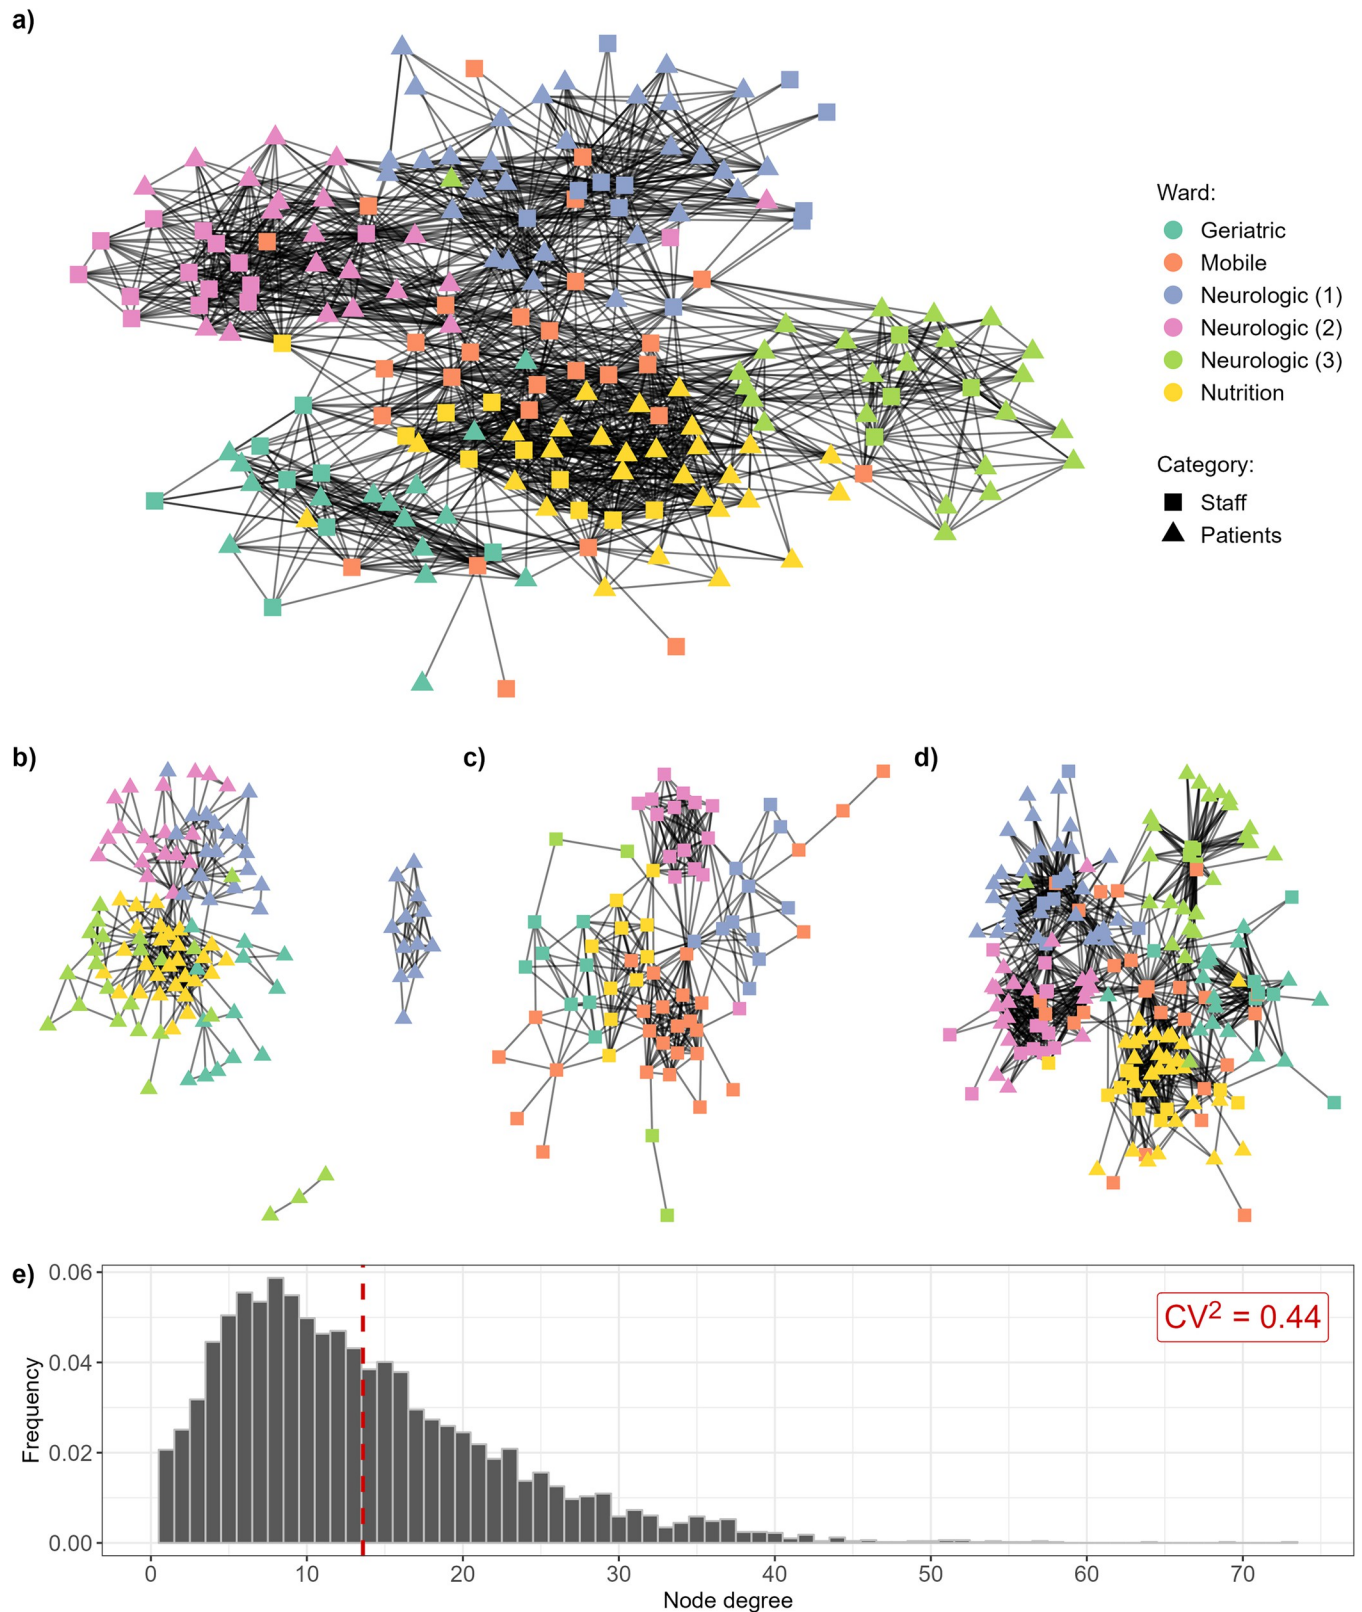 a)
Ward:
Geriatric
Mobile
Neurologic (1)
Neurologic (2)
Neurologic (3)
Nutrition
Category:
Staff
Patients
b)
c)
d)
e)
0.06
0.04
0.02
0.00
Frequency
CV² = 0.44
0 10 20 30 40 50 60 70
Node degree